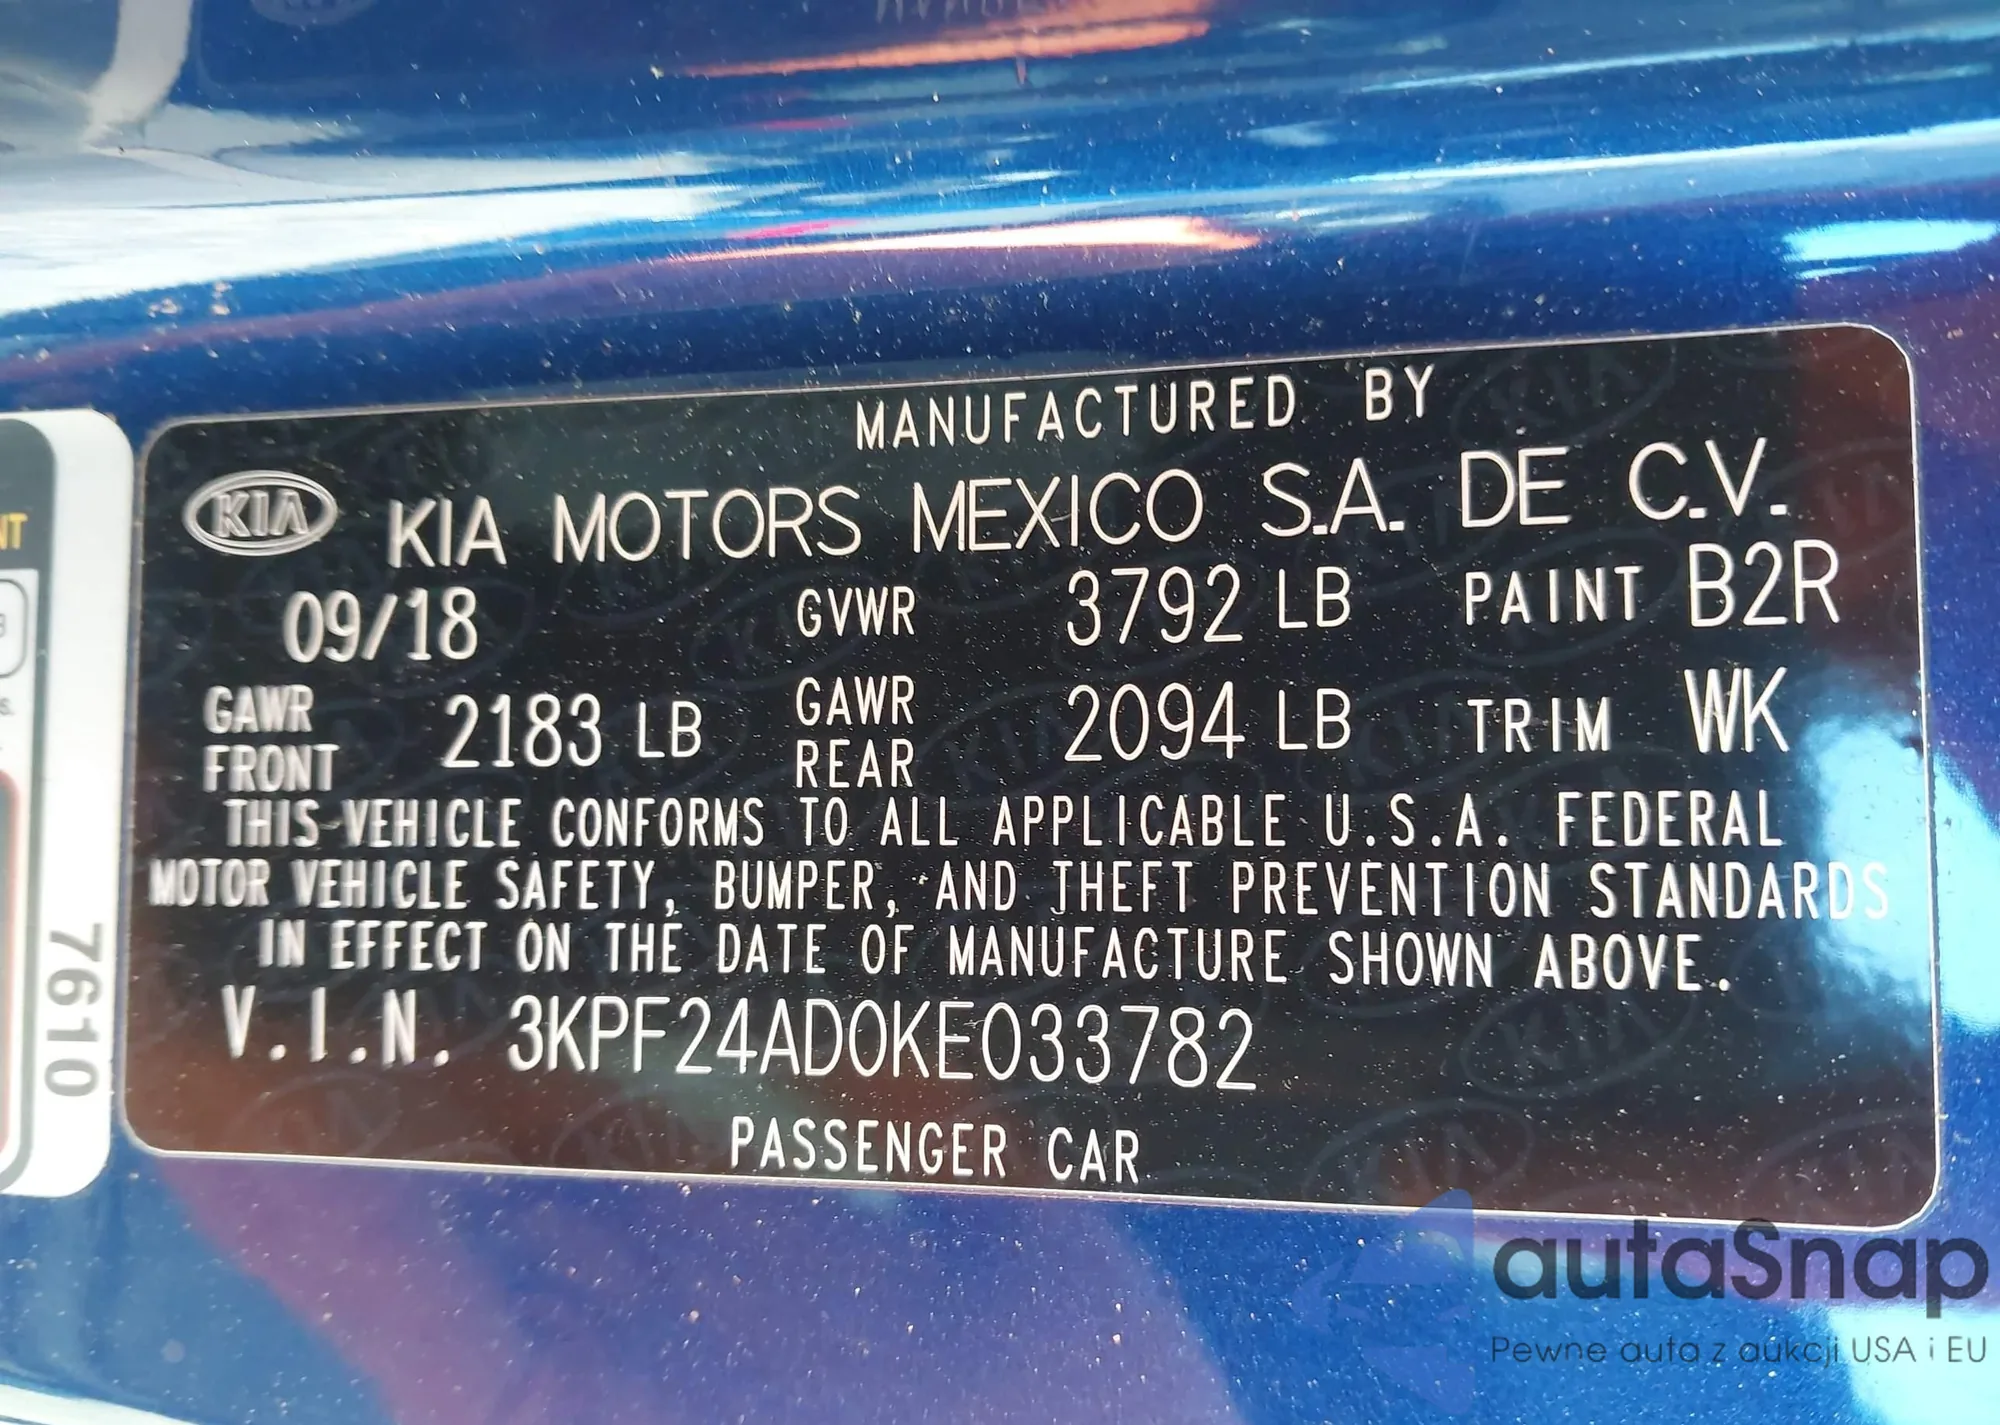 MANUFACTURED BY
KIA KIA MOTORS MEXICO S.A. DE C.V.
09/18 GVWR 3792 LB PAINT B2R
GAWR FRONT 2183 LB GAWR REAR 2094 LB TRIM WK
THIS VEHICLE CONFORMS TO ALL APPLICABLE U.S.A. FEDERAL
MOTOR VEHICLE SAFETY, BUMPER, AND THEFT PREVENTION STANDARDS
IN EFFECT ON THE DATE OF MANUFACTURE SHOWN ABOVE.
V.I.N. 3KPF24AD0KE033782
PASSENGER CAR
7610
autaSnap
Pewne auta z aukcji USA i EU